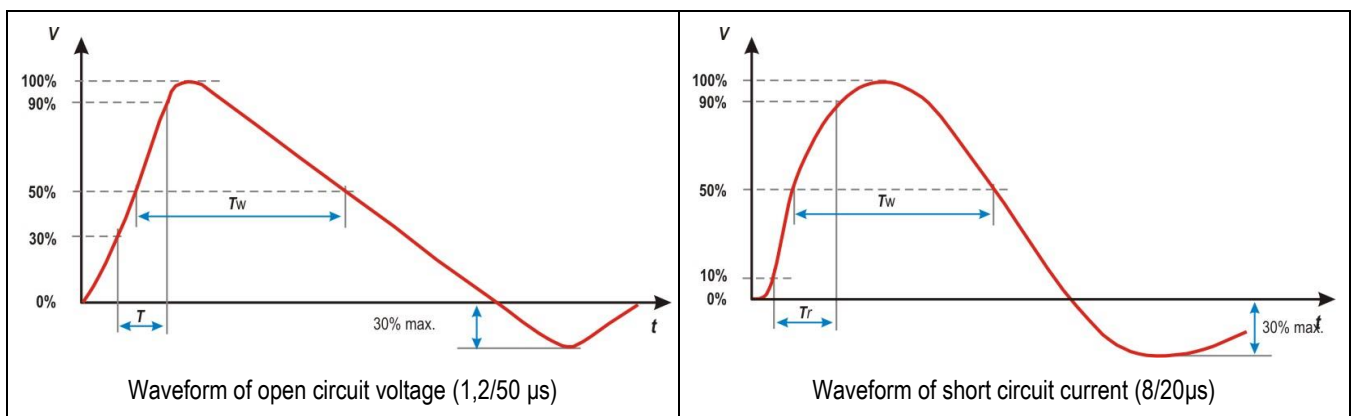 V
100%
90%
50%
30%
0%
TW
T
30% max.
t
Waveform of open circuit voltage (1,2/50 µs)
V
100%
90%
50%
10%
0%
TW
Tr
30% max.
t
Waveform of short circuit current (8/20µs)